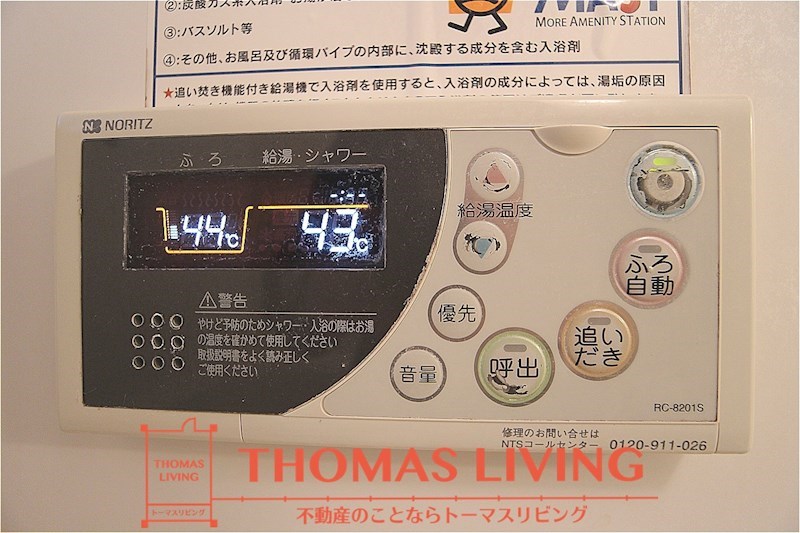 ②:炭酸ガス系入浴剤
③:バスソルト等
④:その他、お風呂及び循環パイプの内部に、沈殿する成分を含む入浴剤
MAST
MORE AMENITY STATION
★追い焚き機能付き給湯機で入浴剤を使用すると、入浴剤の成分によっては、湯垢の原因
NORITZ
ふろ 給湯・シャワー
44℃ 43℃
給湯温度
ふろ自動
優先
追いだき
音量
呼出
⚠警告
やけど予防のためシャワー・入浴の際はお湯
の温度を確かめて使用してください
取扱説明書をよく読み正しく
ご使用ください
RC-8201S
修理のお問い合せは
NTSコールセンター 0120-911-026
THOMAS
LIVING
トーマスリビング
THOMAS LIVING
不動産のことならトーマスリビング